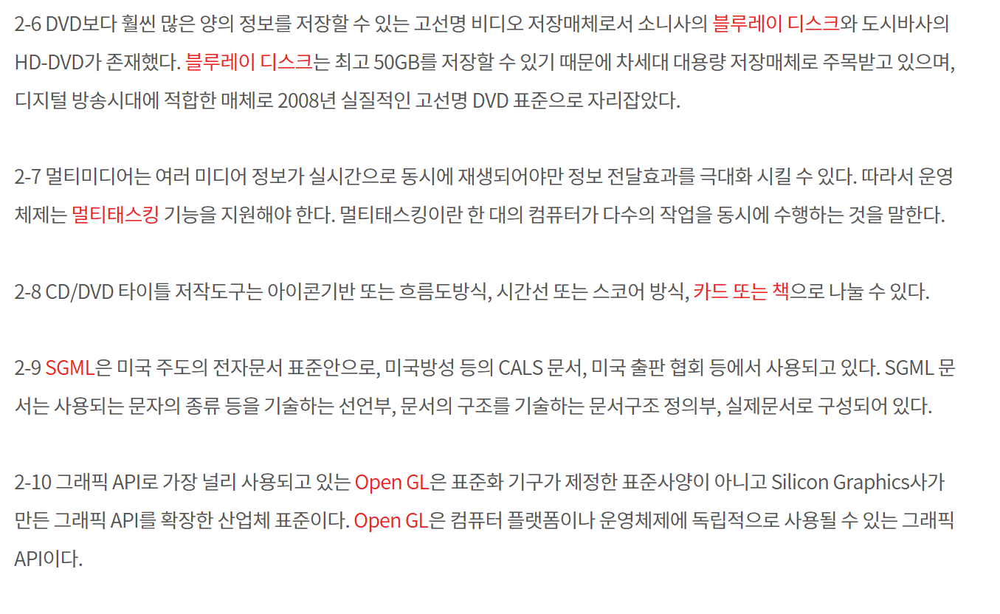 2-6 DVD보다 훨씬 많은 양의 정보를 저장할 수 있는 고선명 비디오 저장매체로서 소니사의 블루레이 디스크와 도시바사의
HD-DVD가 존재했다. 블루레이 디스크는 최고 50GB를 저장할 수 있기 때문에 차세대 대용량 저장매체로 주목받고 있으며,
디지털 방송시대에 적합한 매체로 2008년 실질적인 고선명 DVD 표준으로 자리잡았다.
2-7 멀티미디어는 여러 미디어 정보가 실시간으로 동시에 재생되어야만 정보 전달효과를 극대화 시킬 수 있다. 따라서 운영
체제는 멀티태스킹 기능을 지원해야 한다. 멀티태스킹이란 한 대의 컴퓨터가 다수의 작업을 동시에 수행하는 것을 말한다.
2-8 CD/DVD 타이틀 저작도구는 아이콘기반 또는 흐름도방식, 시간선 또는 스코어 방식, 카드 또는 책으로 나눌 수 있다.
2-9 SGML은 미국 주도의 전자문서 표준안으로, 미국방성 등의 CALS 문서, 미국 출판 협회 등에서 사용되고 있다. SGML 문
서는 사용되는 문자의 종류 등을 기술하는 선언부, 문서의 구조를 기술하는 문서구조 정의부, 실제문서로 구성되어 있다.
2-10 그래픽 API로 가장 널리 사용되고 있는 Open GL은 표준화 기구가 제정한 표준사양이 아니고 Silicon Graphics사가
만든 그래픽 API를 확장한 산업체 표준이다. Open GL은 컴퓨터 플랫폼이나 운영체제에 독립적으로 사용될 수 있는 그래픽
API이다.